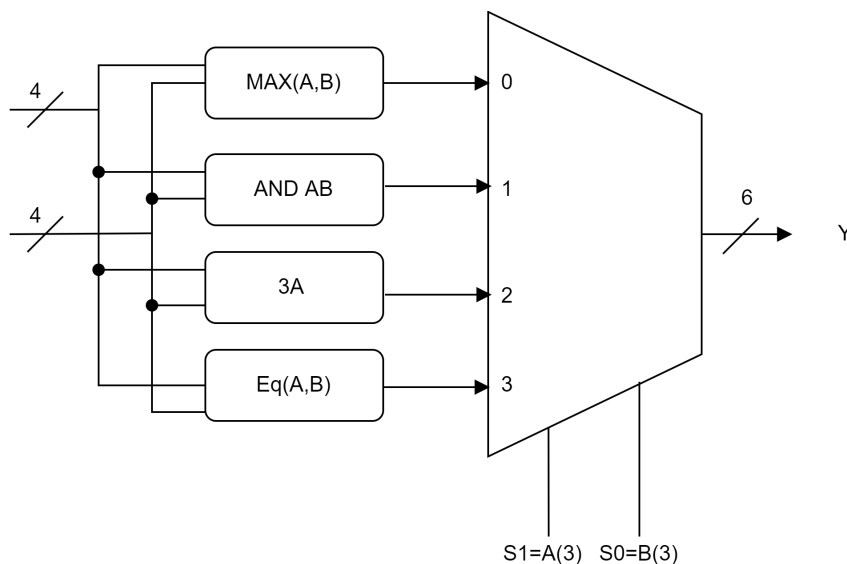 MAX(A,B)
0
4
AND AB
1
4
6
Y
3A
2
Eq(A,B)
3
S1=A(3) S0=B(3)